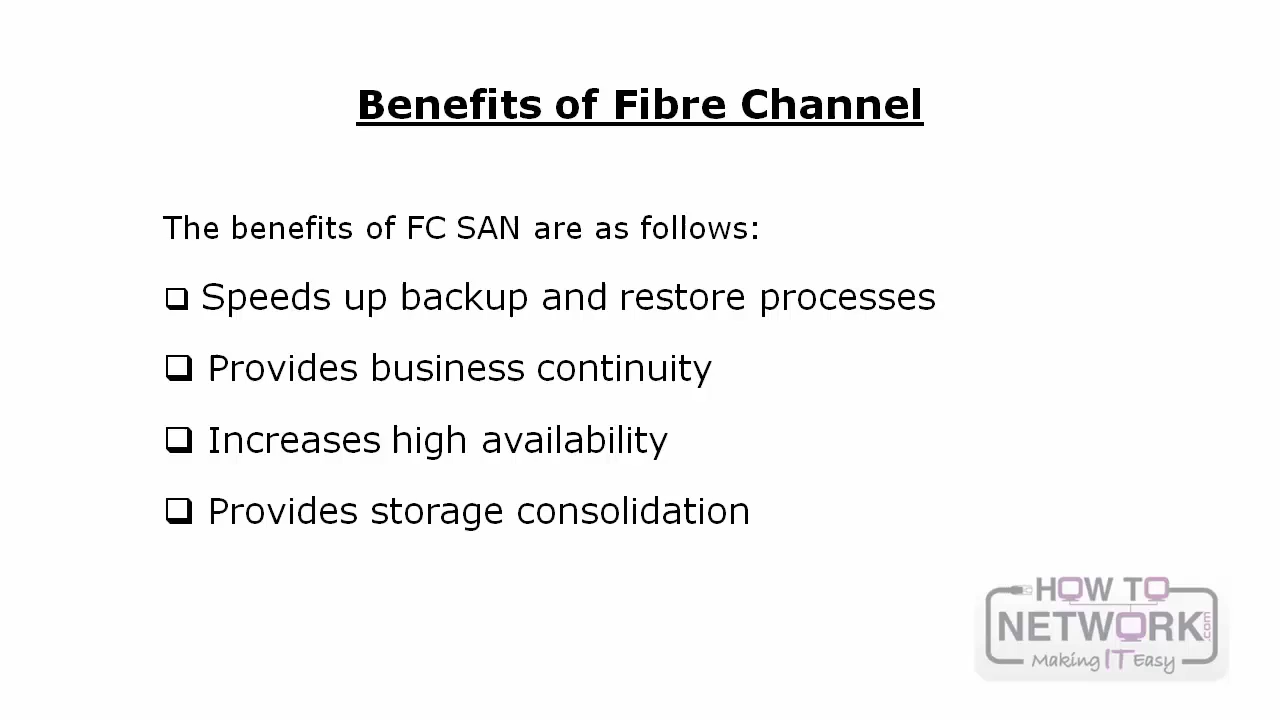 Benefits of Fibre Channel
The benefits of FC SAN are as follows:
❑ Speeds up backup and restore processes
❑ Provides business continuity
❑ Increases high availability
❑ Provides storage consolidation
HOW TO
NETWORK.com
Making IT Easy